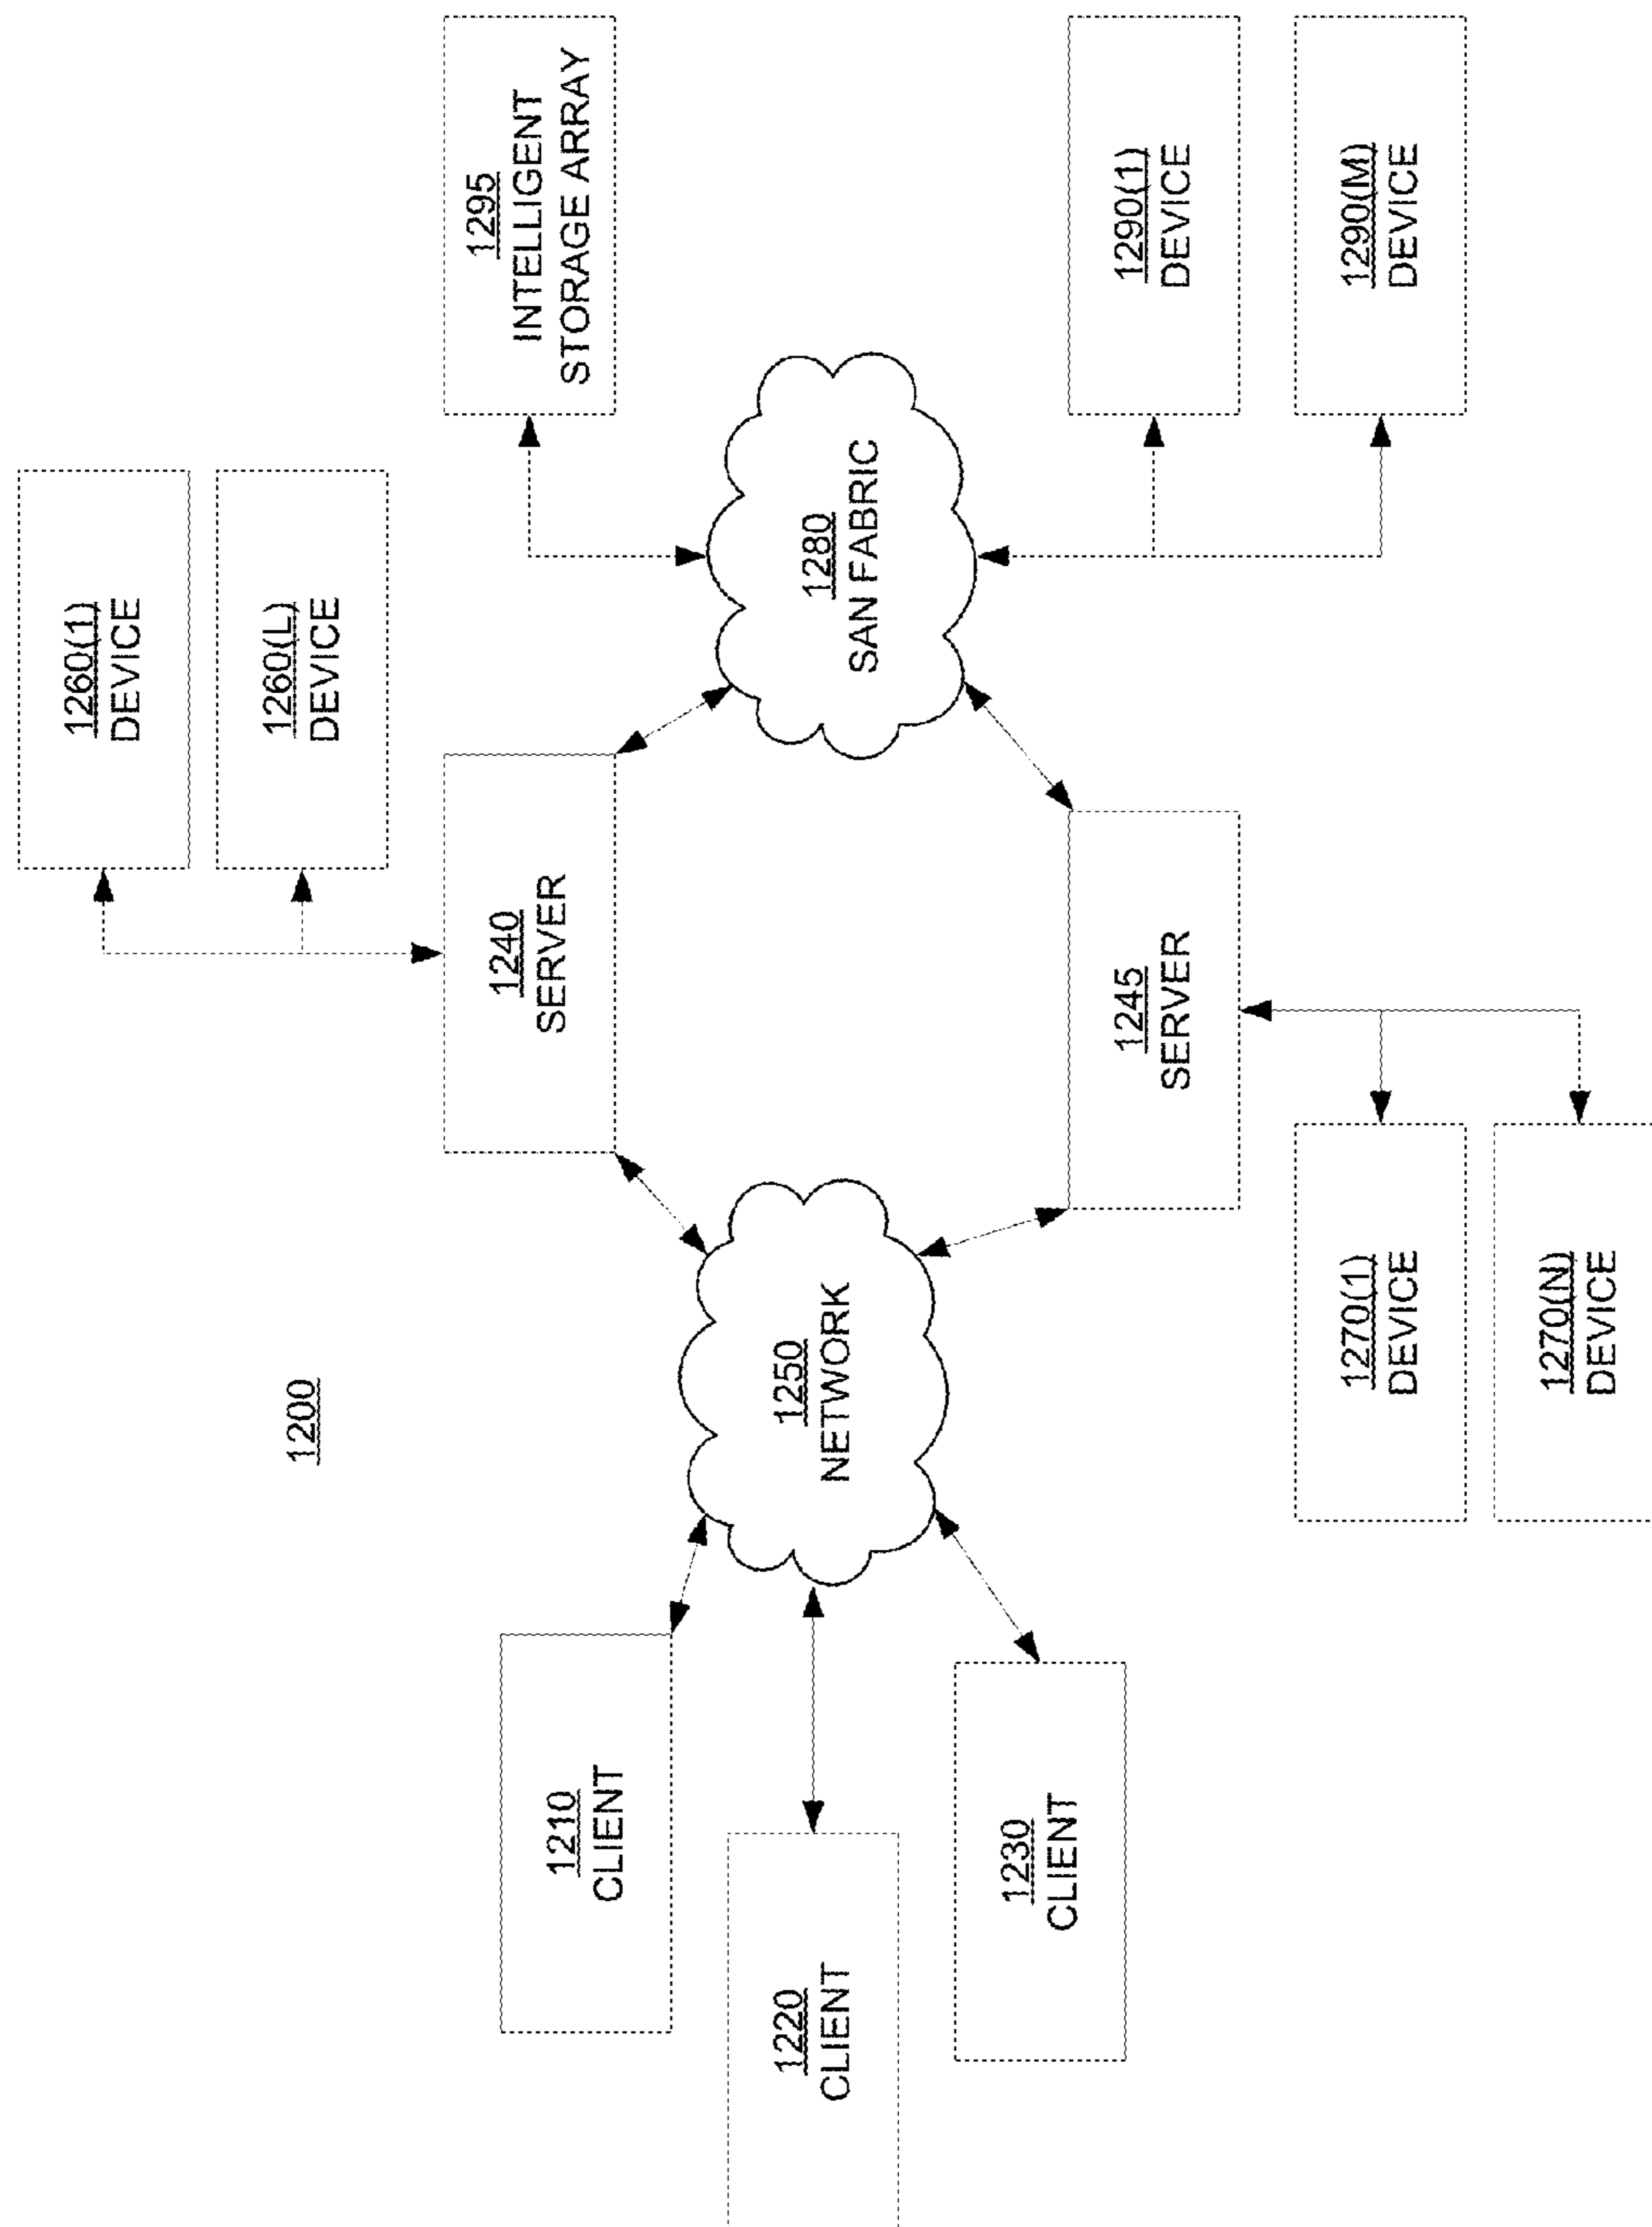 1200
1210
CLIENT
1220
CLIENT
1230
CLIENT
1250
NETWORK
1240
SERVER
1245
SERVER
1260(1)
DEVICE
1260(L)
DEVICE
1270(1)
DEVICE
1270(N)
DEVICE
1280
SAN FABRIC
1295
INTELLIGENT
STORAGE ARRAY
1290(1)
DEVICE
1290(M)
DEVICE